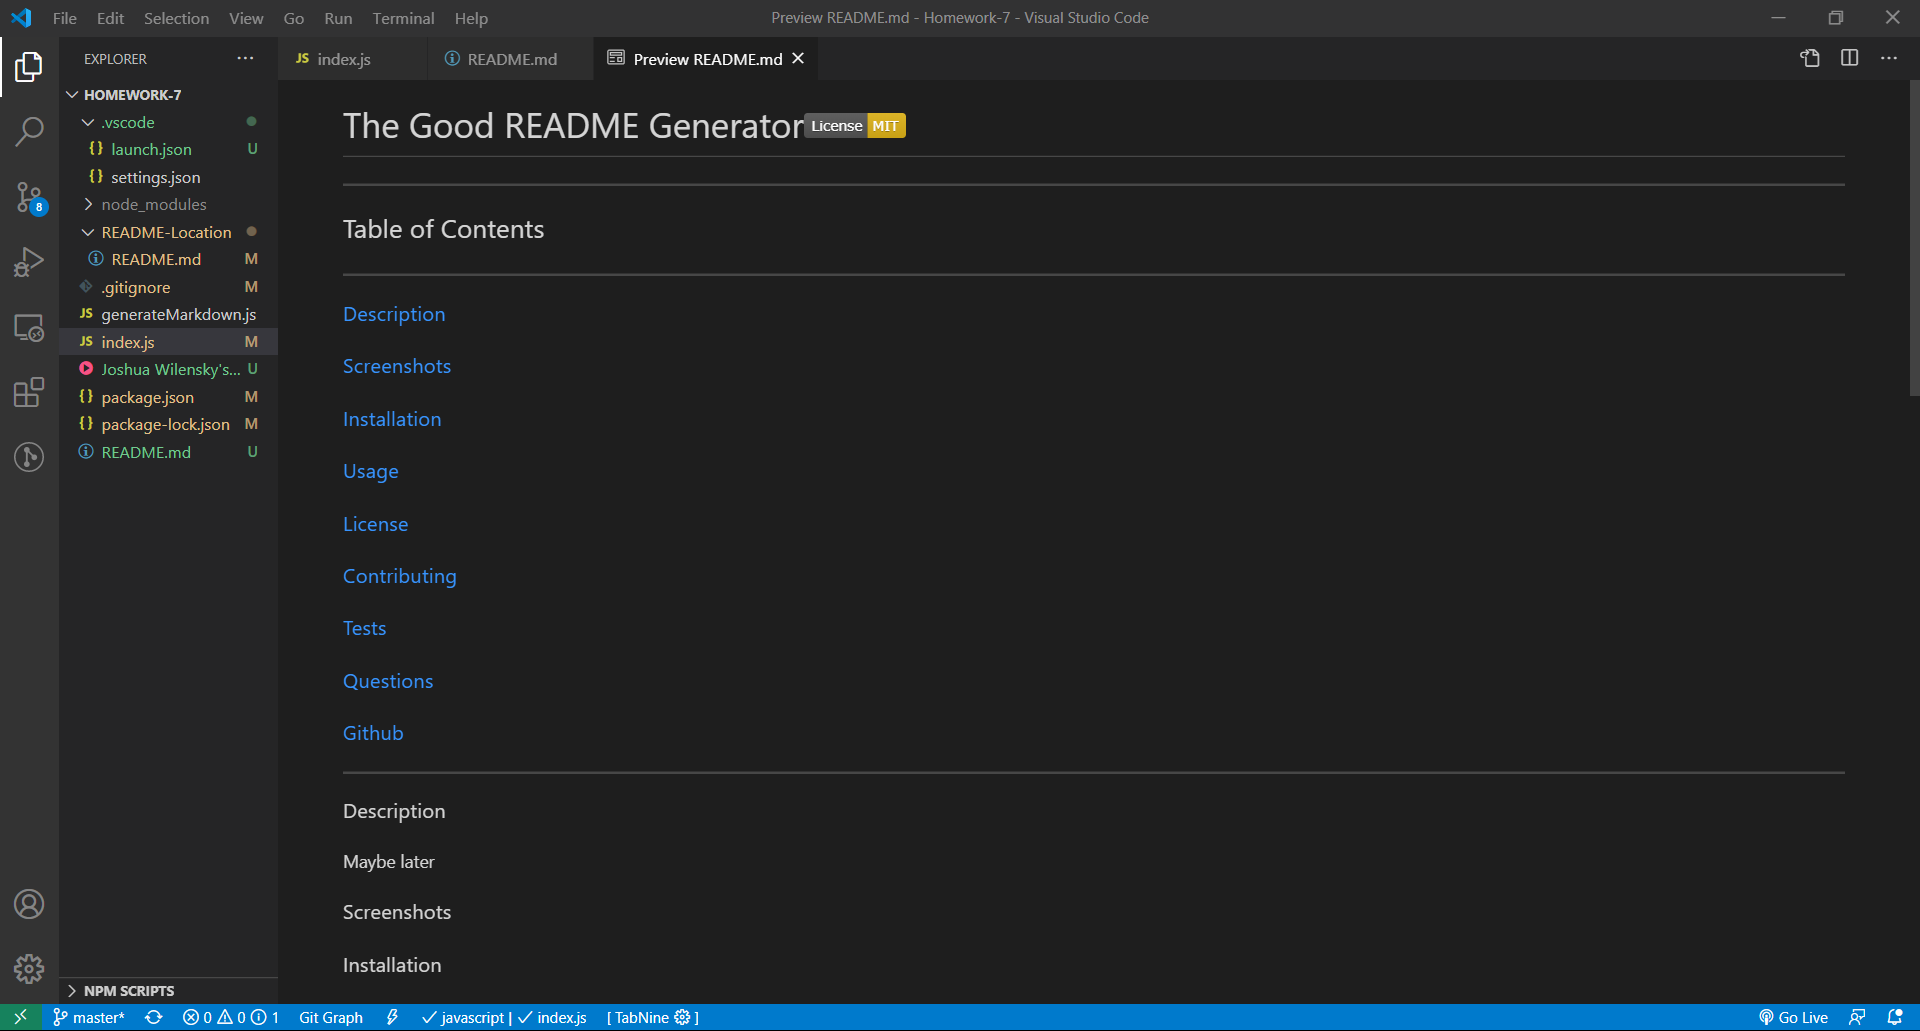 File Edit Selection View Go Run Terminal Help
Preview README.md - Homework-7 - Visual Studio Code
EXPLORER
JS index.js
README.md
Preview README.md
HOMEWORK-7
.vscode
{} launch.json U
{} settings.json
node_modules
README-Location
README.md M
.gitignore M
JS generateMarkdown.js
JS index.js M
Joshua Wilensky's... U
{} package.json M
{} package-lock.json M
README.md U
8
NPM SCRIPTS
The Good README Generator License MIT
Table of Contents
Description
Screenshots
Installation
Usage
License
Contributing
Tests
Questions
Github
Description
Maybe later
Screenshots
Installation
master* 0 0 1 Git Graph javascript | index.js [ TabNine ] Go Live